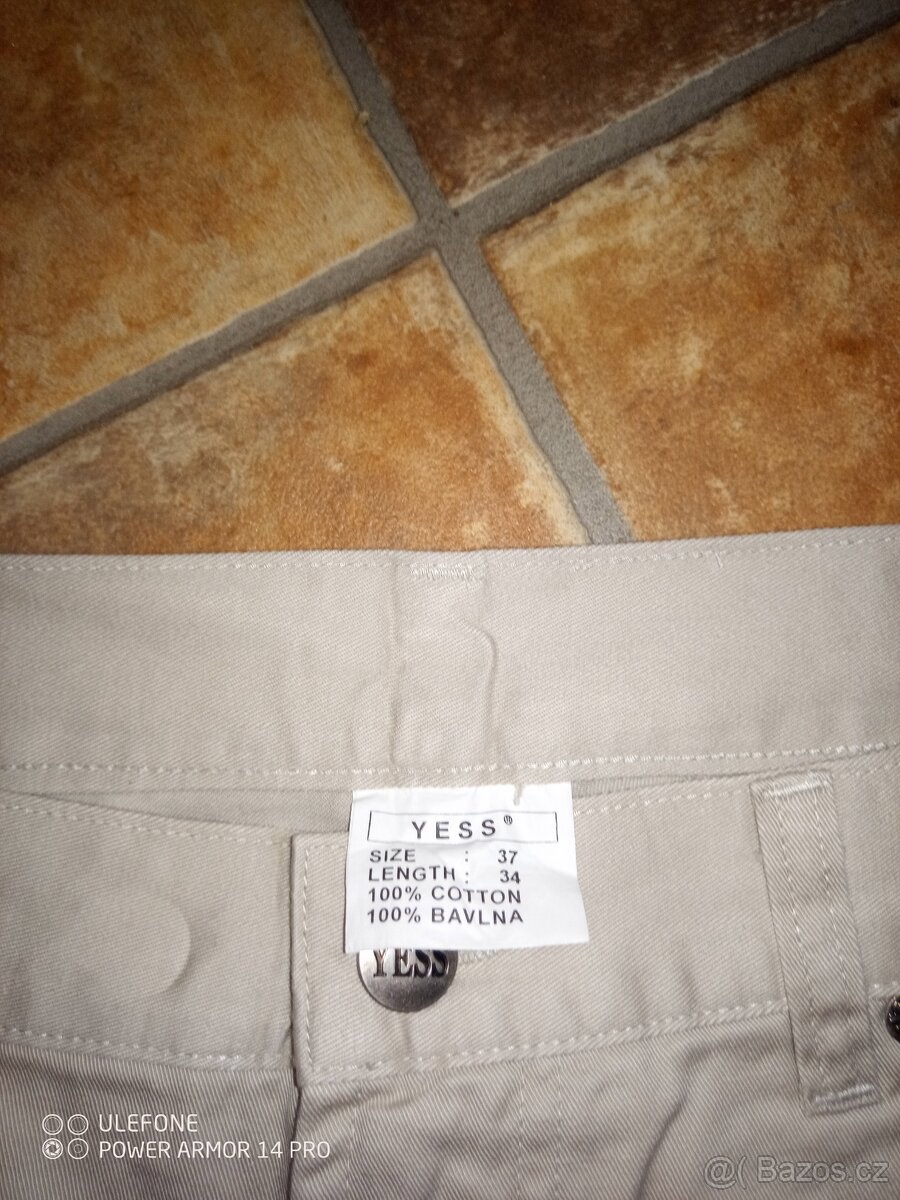 YESS®
SIZE : 37
LENGTH : 34
100% COTTON
100% BAVLNA
YESS
ULEFONE
POWER ARMOR 14 PRO
@( Bazos.cz